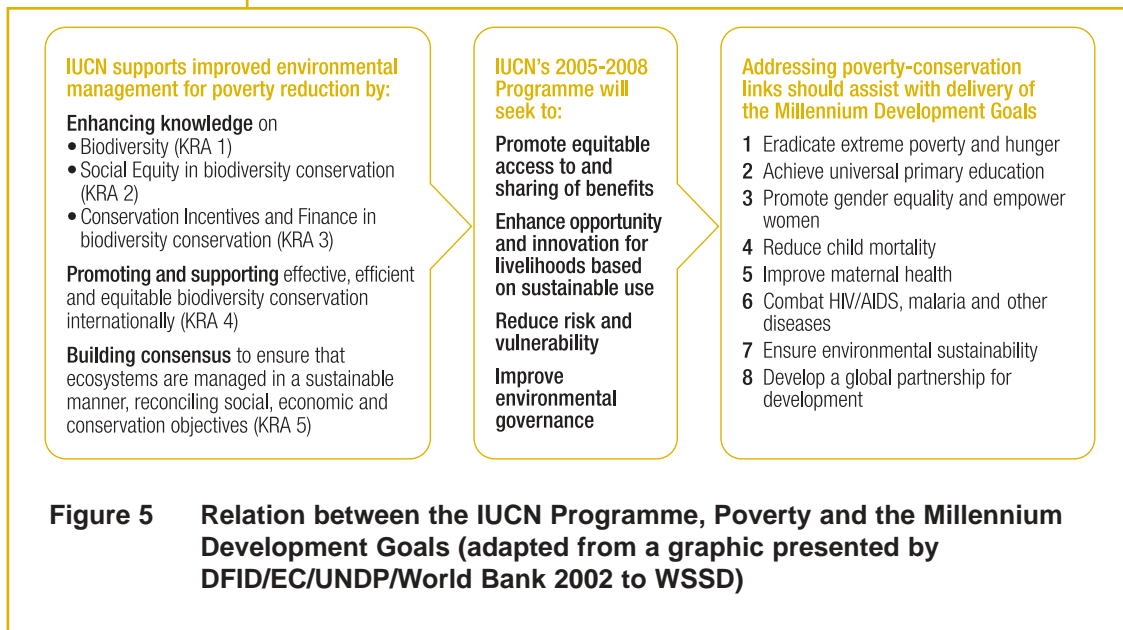 IUCN supports improved environmental
management for poverty reduction by:
Enhancing knowledge on
• Biodiversity (KRA 1)
• Social Equity in biodiversity conservation
(KRA 2)
• Conservation Incentives and Finance in
biodiversity conservation (KRA 3)
Promoting and supporting effective, efficient
and equitable biodiversity conservation
internationally (KRA 4)
Building consensus to ensure that
ecosystems are managed in a sustainable
manner, reconciling social, economic and
conservation objectives (KRA 5)
IUCN's 2005-2008
Programme will
seek to:
Promote equitable
access to and
sharing of benefits
Enhance opportunity
and innovation for
livelihoods based
on sustainable use
Reduce risk and
vulnerability
Improve
environmental
governance
Addressing poverty-conservation
links should assist with delivery of
the Millennium Development Goals
1 Eradicate extreme poverty and hunger
2 Achieve universal primary education
3 Promote gender equality and empower
women
4 Reduce child mortality
5 Improve maternal health
6 Combat HIV/AIDS, malaria and other
diseases
7 Ensure environmental sustainability
8 Develop a global partnership for
development
Figure 5 Relation between the IUCN Programme, Poverty and the Millennium
Development Goals (adapted from a graphic presented by
DFID/EC/UNDP/World Bank 2002 to WSSD)